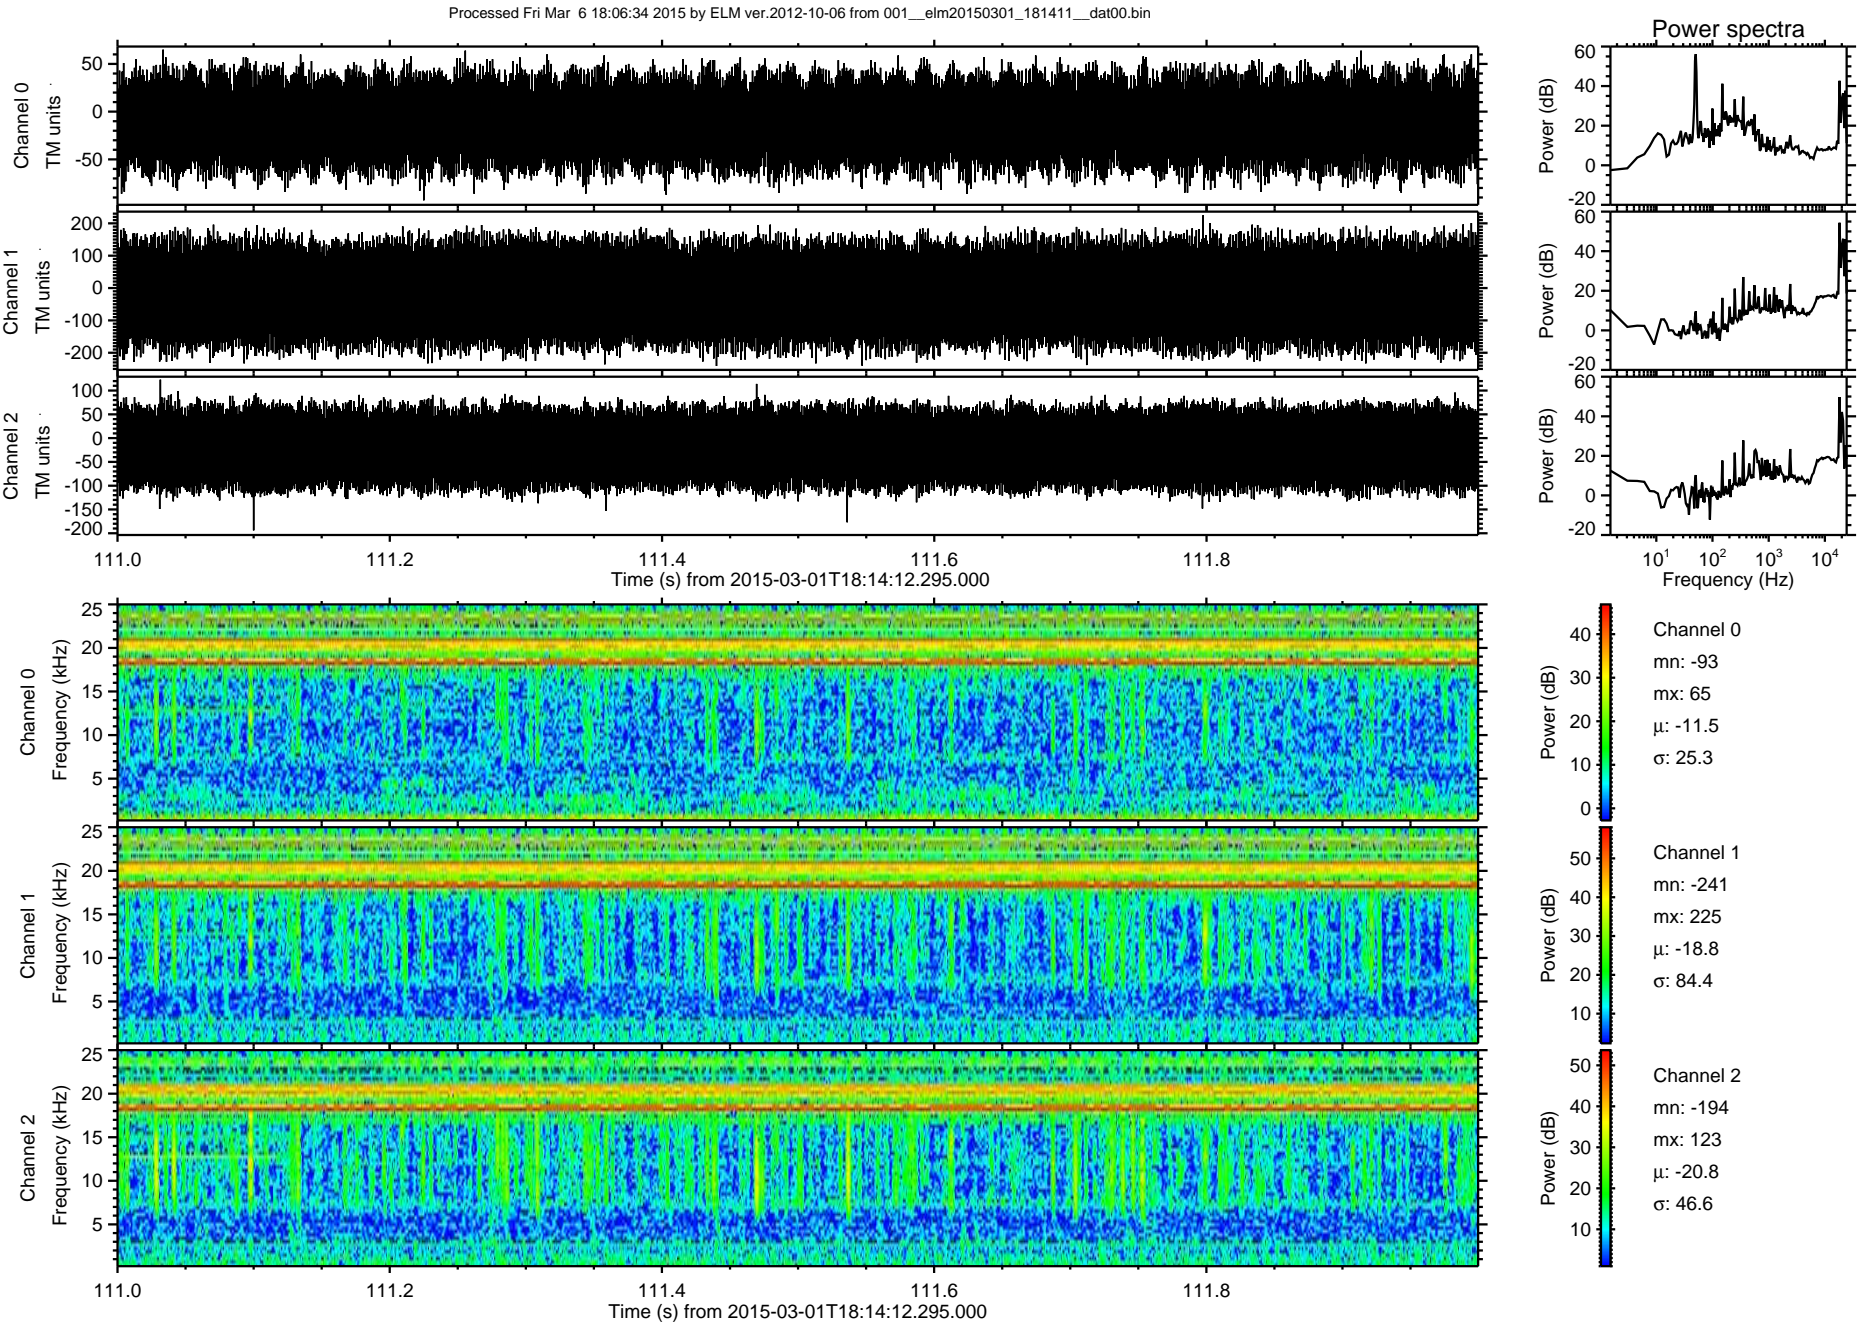 Processed Fri Mar 6 18:06:34 2015 by ELM ver.2012-10-06 from 001__elm20150301_181411__dat00.bin
Power spectra
Channel 0
TM units
50
0
-50
Power (dB)
60
40
20
0
-20
Channel 1
TM units
200
100
0
-100
-200
Power (dB)
60
40
20
0
-20
Channel 2
TM units
100
50
0
-50
-100
-150
-200
Power (dB)
60
40
20
0
-20
111.0 111.2 111.4 111.6 111.8
Time (s) from 2015-03-01T18:14:12.295.000
10¹ 10² 10³ 10⁴
Frequency (Hz)
Channel 0
Frequency (kHz)
25
20
15
10
5
Power (dB)
40
30
20
10
0
Channel 0
mn: -93
mx: 65
μ: -11.5
σ: 25.3
Channel 1
Frequency (kHz)
25
20
15
10
5
Power (dB)
50
40
30
20
10
Channel 1
mn: -241
mx: 225
μ: -18.8
σ: 84.4
Channel 2
Frequency (kHz)
25
20
15
10
5
Power (dB)
50
40
30
20
10
Channel 2
mn: -194
mx: 123
μ: -20.8
σ: 46.6
111.0 111.2 111.4 111.6 111.8
Time (s) from 2015-03-01T18:14:12.295.000